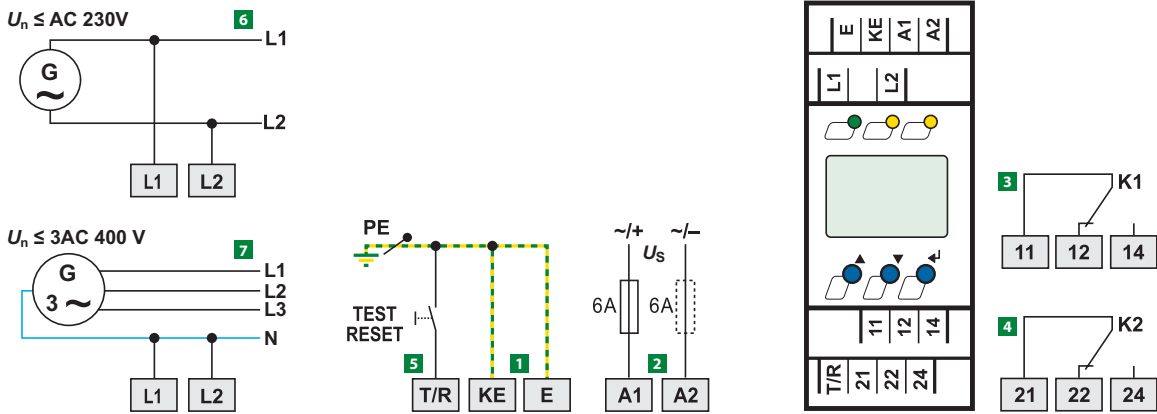 Un ≤ AC 230V
6
G
~
L1
L2
L1 L2
Un ≤ 3AC 400 V
7
G
3 ~
L1
L2
L3
N
L1 L2
PE
TEST
RESET
5
1
T/R KE E
~/+ ~/–
US
6A 6A
2
A1 A2
E KE A1 A2
L1 L2
▲ ▼ ↵
11 12 14
T/R 21 22 24
3
K1
11 12 14
4
K2
21 22 24